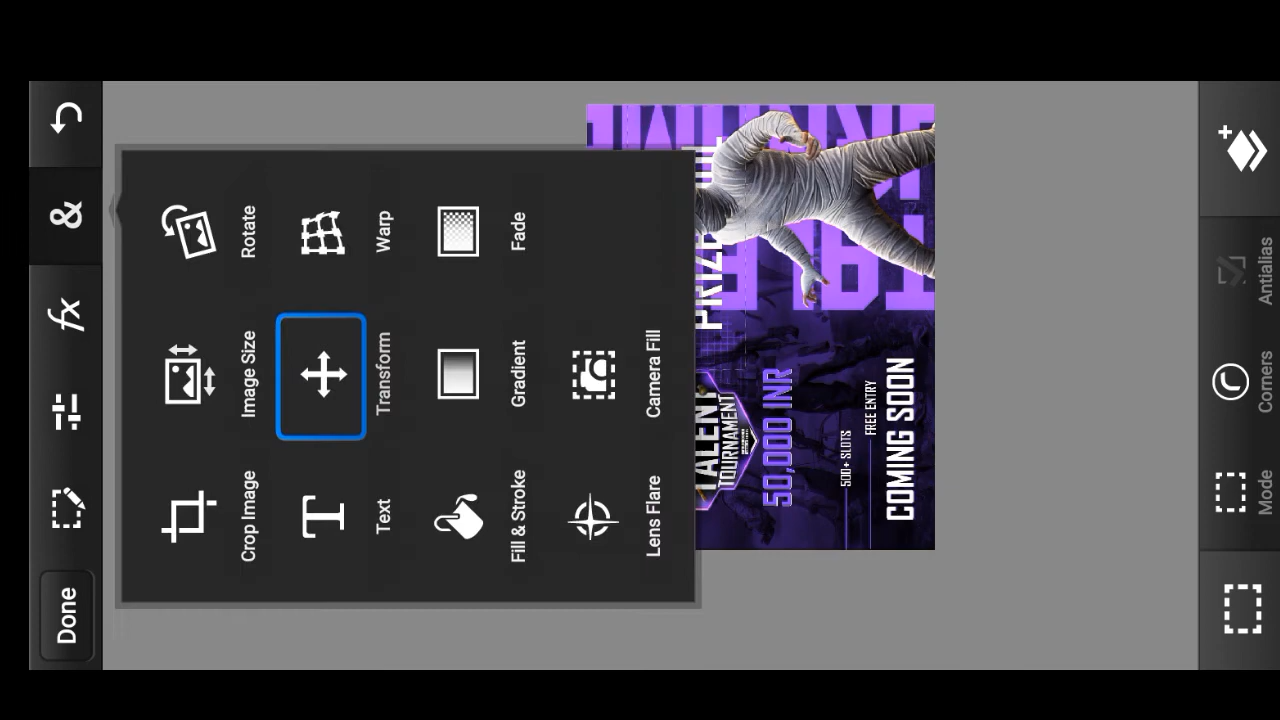 Done
&
fx
Crop Image
Image Size
Rotate
T
Text
Transform
Warp
Fill & Stroke
Gradient
Fade
Lens Flare
Camera Fill
TALENT
TOURNAMENT
50,000 INR
500+ SLOTS
FREE ENTRY
COMING SOON
Mode
Corners
Antialias